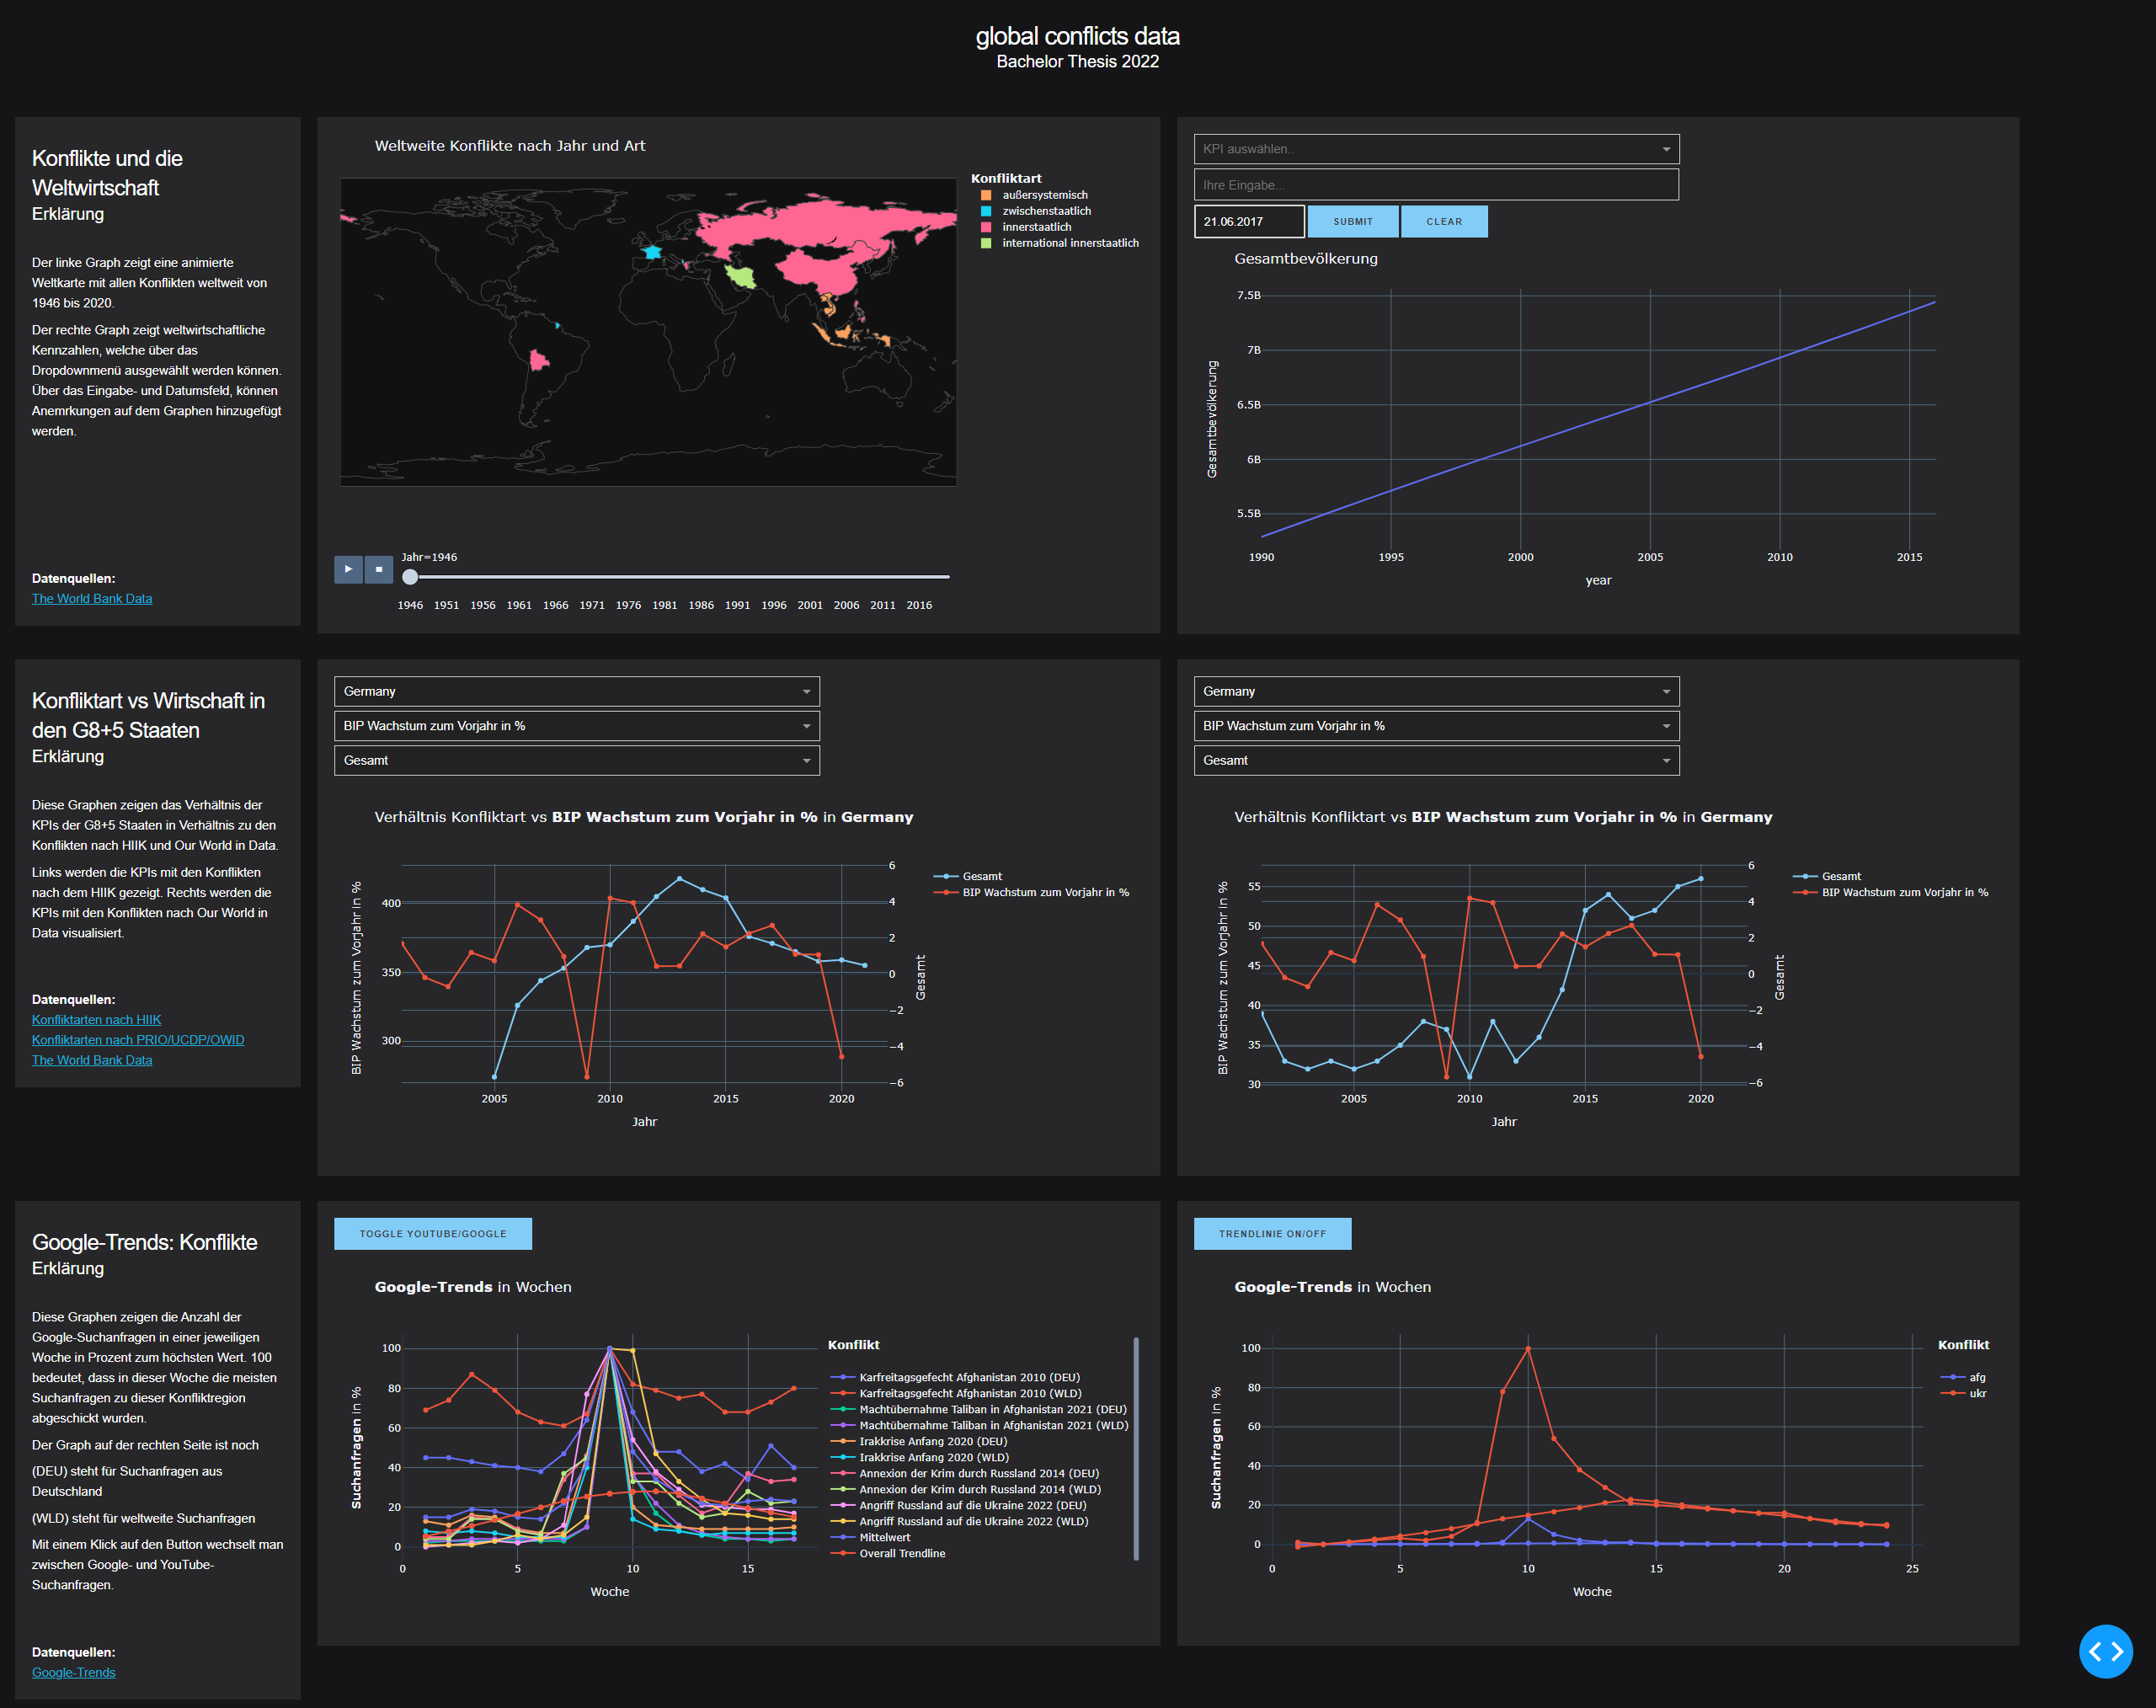 global conflicts data
Bachelor Thesis 2022
Konflikte und die
Weltwirtschaft
Erklärung
Der linke Graph zeigt eine animierte
Weltkarte mit allen Konflikten weltweit von
1946 bis 2020.
Der rechte Graph zeigt weltwirtschaftliche
Kennzahlen, welche über das
Dropdownmenü ausgewählt werden können.
Über das Eingabe- und Datumsfeld, können
Anemrkungen auf dem Graphen hinzugefügt
werden.
Datenquellen:
The World Bank Data
Weltweite Konflikte nach Jahr und Art
Konfliktart
außersystemisch
zwischenstaatlich
innerstaatlich
international innerstaatlich
Jahr=1946
1946 1951 1956 1961 1966 1971 1976 1981 1986 1991 1996 2001 2006 2011 2016
KPI auswählen..
Ihre Eingabe...
21.06.2017 SUBMIT CLEAR
Gesamtbevölkerung
7.5B
7B
6.5B
6B
5.5B
Gesamtbevölkerung
1990 1995 2000 2005 2010 2015
year
Konfliktart vs Wirtschaft in
den G8+5 Staaten
Erklärung
Diese Graphen zeigen das Verhältnis der
KPIs der G8+5 Staaten in Verhältnis zu den
Konflikten nach HIIK und Our World in Data.
Links werden die KPIs mit den Konflikten
nach dem HIIK gezeigt. Rechts werden die
KPIs mit den Konflikten nach Our World in
Data visualisiert.
Datenquellen:
Konfliktarten nach HIIK
Konfliktarten nach PRIO/UCDP/OWID
The World Bank Data
Germany
BIP Wachstum zum Vorjahr in %
Gesamt
Verhältnis Konfliktart vs BIP Wachstum zum Vorjahr in % in Germany
BIP Wachstum zum Vorjahr in %
400
350
300
6
4
2
0
−2
−4
−6
Gesamt
Gesamt
BIP Wachstum zum Vorjahr in %
2005 2010 2015 2020
Jahr
Germany
BIP Wachstum zum Vorjahr in %
Gesamt
Verhältnis Konfliktart vs BIP Wachstum zum Vorjahr in % in Germany
BIP Wachstum zum Vorjahr in %
55
50
45
40
35
30
6
4
2
0
−2
−4
−6
Gesamt
Gesamt
BIP Wachstum zum Vorjahr in %
2005 2010 2015 2020
Jahr
Google-Trends: Konflikte
Erklärung
Diese Graphen zeigen die Anzahl der
Google-Suchanfragen in einer jeweiligen
Woche in Prozent zum höchsten Wert. 100
bedeutet, dass in dieser Woche die meisten
Suchanfragen zu dieser Konfliktregion
abgeschickt wurden.
Der Graph auf der rechten Seite ist noch
(DEU) steht für Suchanfragen aus
Deutschland
(WLD) steht für weltweite Suchanfragen
Mit einem Klick auf den Button wechselt man
zwischen Google- und YouTube-
Suchanfragen.
Datenquellen:
Google-Trends
TOGGLE YOUTUBE/GOOGLE
Google-Trends in Wochen
Suchanfragen in %
100
80
60
40
20
0
0 5 10 15
Woche
Konflikt
Karfreitagsgefecht Afghanistan 2010 (DEU)
Karfreitagsgefecht Afghanistan 2010 (WLD)
Machtübernahme Taliban in Afghanistan 2021 (DEU)
Machtübernahme Taliban in Afghanistan 2021 (WLD)
Irakkrise Anfang 2020 (DEU)
Irakkrise Anfang 2020 (WLD)
Annexion der Krim durch Russland 2014 (DEU)
Annexion der Krim durch Russland 2014 (WLD)
Angriff Russland auf die Ukraine 2022 (DEU)
Angriff Russland auf die Ukraine 2022 (WLD)
Mittelwert
Overall Trendline
TRENDLINIE ON/OFF
Google-Trends in Wochen
Suchanfragen in %
100
80
60
40
20
0
0 5 10 15 20 25
Woche
Konflikt
afg
ukr